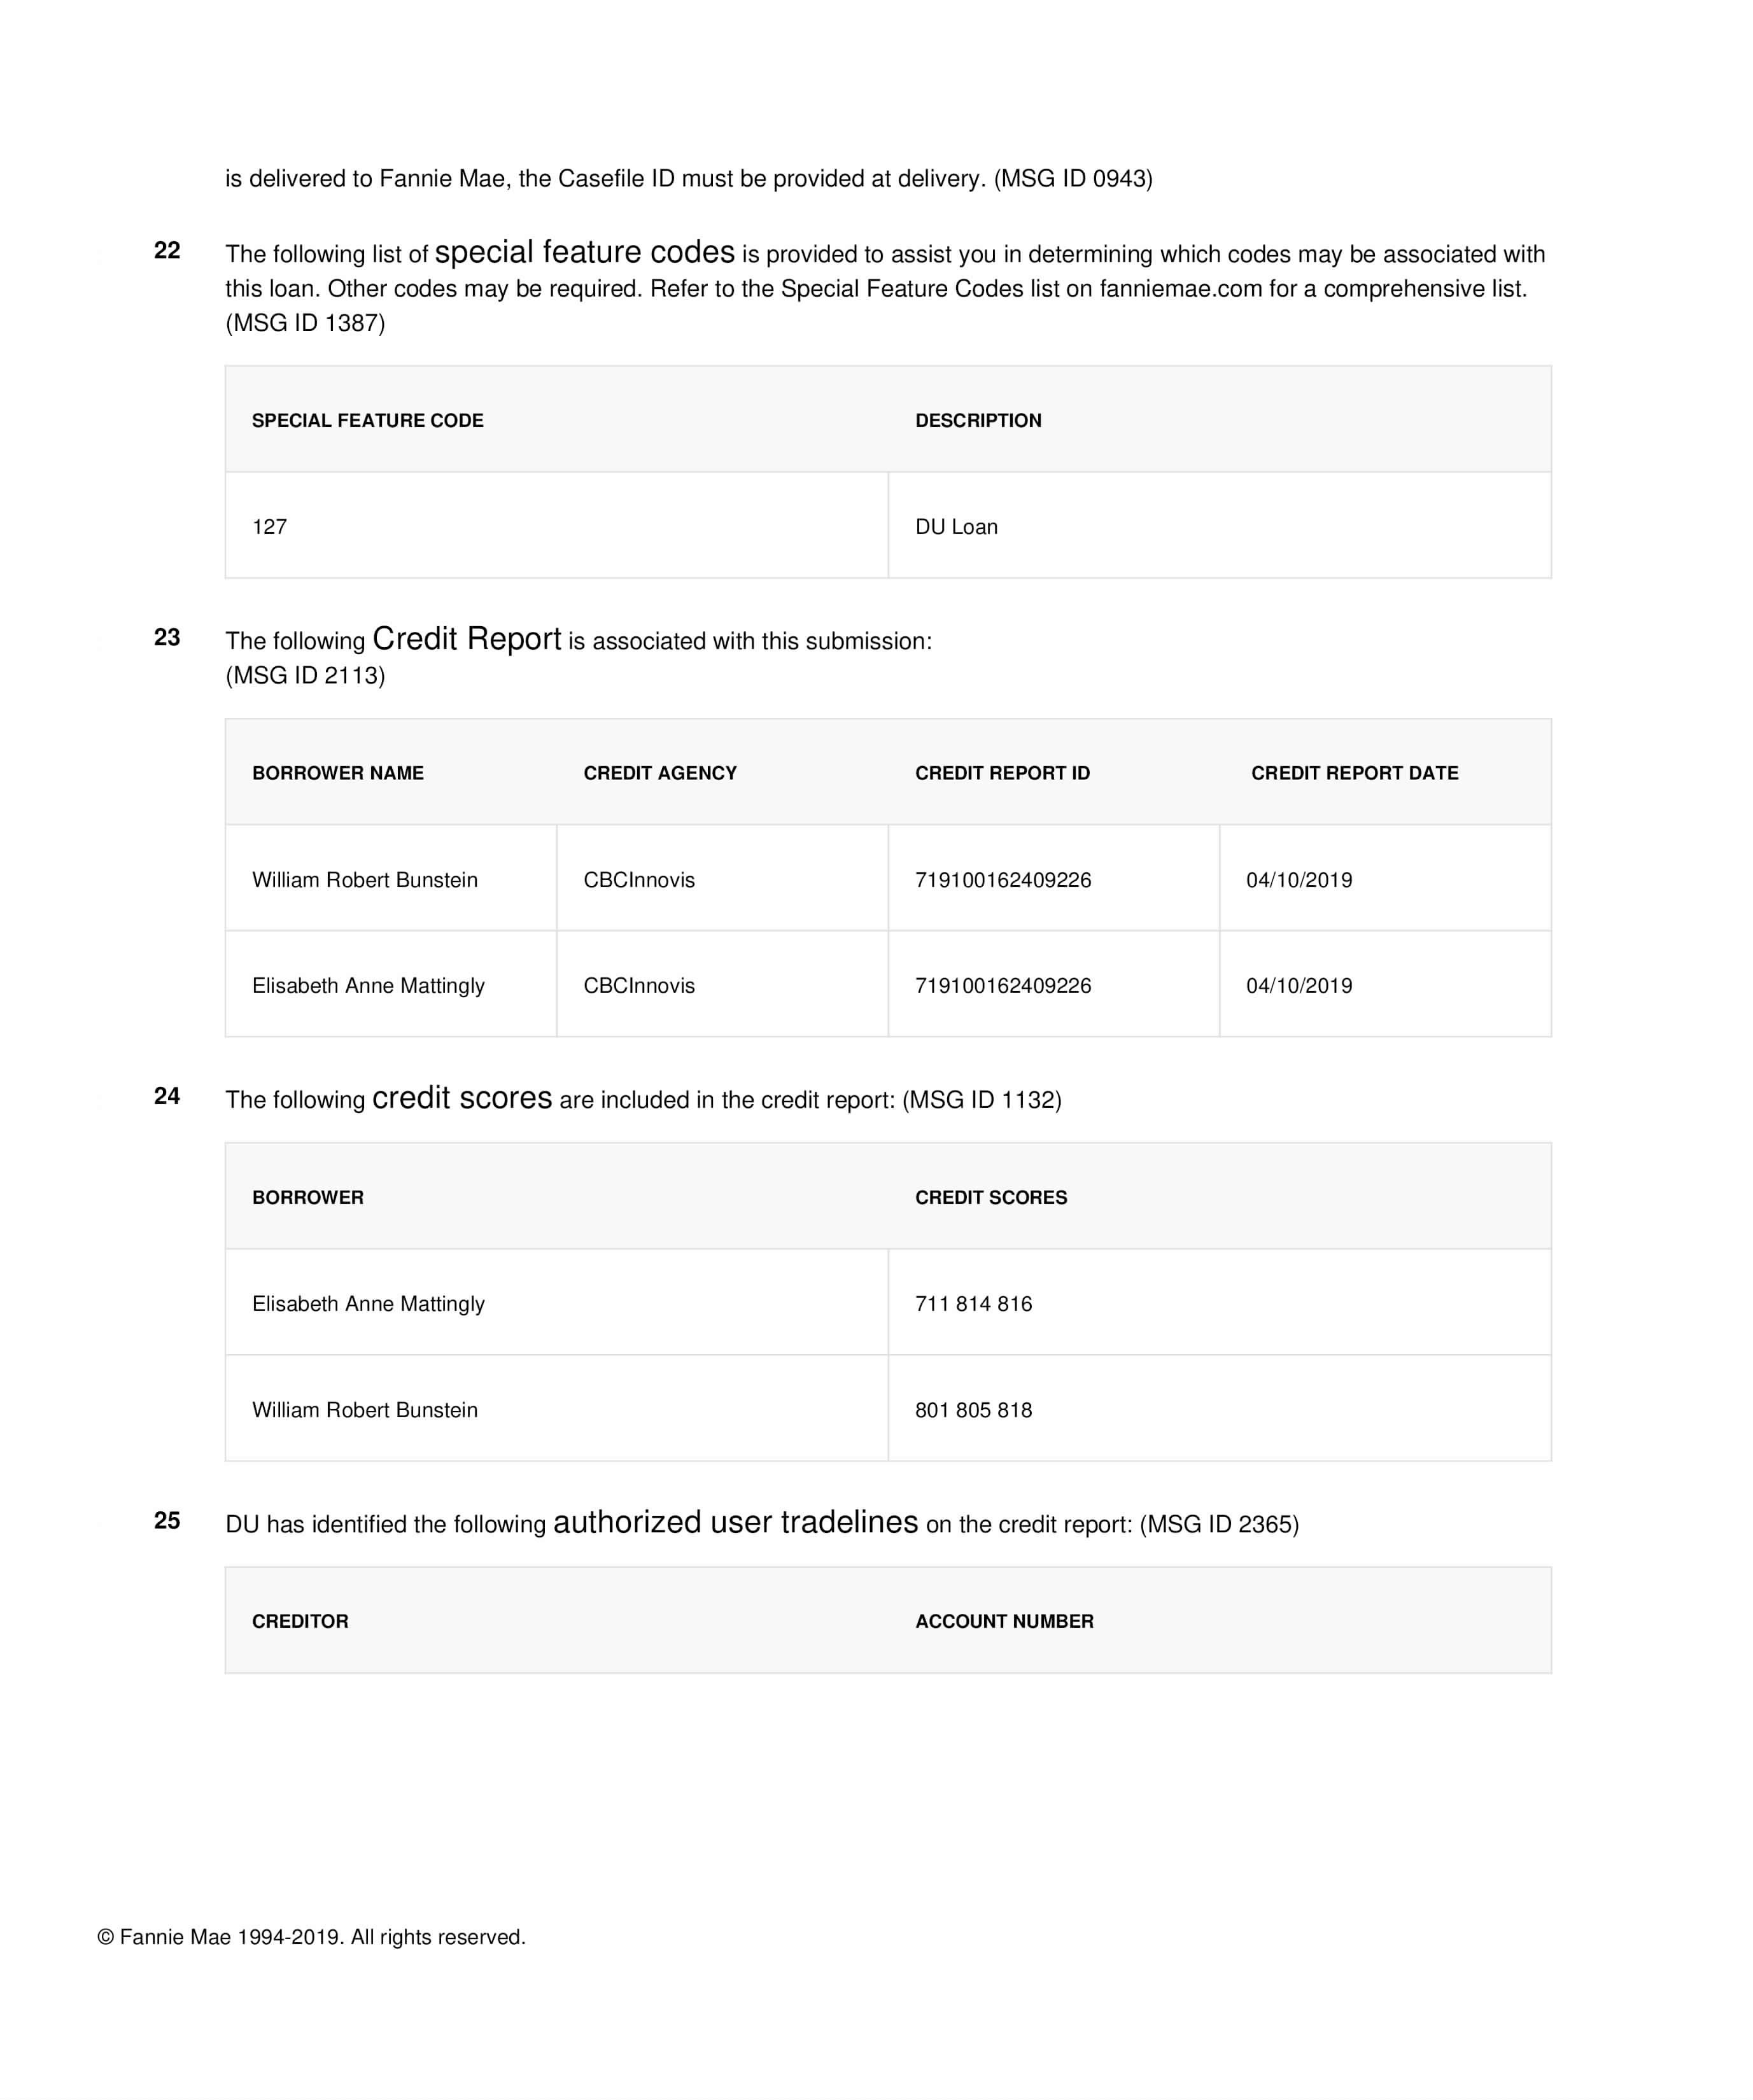 is delivered to Fannie Mae, the Casefile ID must be provided at delivery. (MSG ID 0943)
22 The following list of special feature codes is provided to assist you in determining which codes may be associated with
this loan. Other codes may be required. Refer to the Special Feature Codes list on fanniemae.com for a comprehensive list.
(MSG ID 1387)
SPECIAL FEATURE CODE DESCRIPTION
127 DU Loan
23 The following Credit Report is associated with this submission:
(MSG ID 2113)
BORROWER NAME CREDIT AGENCY CREDIT REPORT ID CREDIT REPORT DATE
William Robert Bunstein CBCInnovis 719100162409226 04/10/2019
Elisabeth Anne Mattingly CBCInnovis 719100162409226 04/10/2019
24 The following credit scores are included in the credit report: (MSG ID 1132)
BORROWER CREDIT SCORES
Elisabeth Anne Mattingly 711 814 816
William Robert Bunstein 801 805 818
25 DU has identified the following authorized user tradelines on the credit report: (MSG ID 2365)
CREDITOR ACCOUNT NUMBER
© Fannie Mae 1994-2019. All rights reserved.